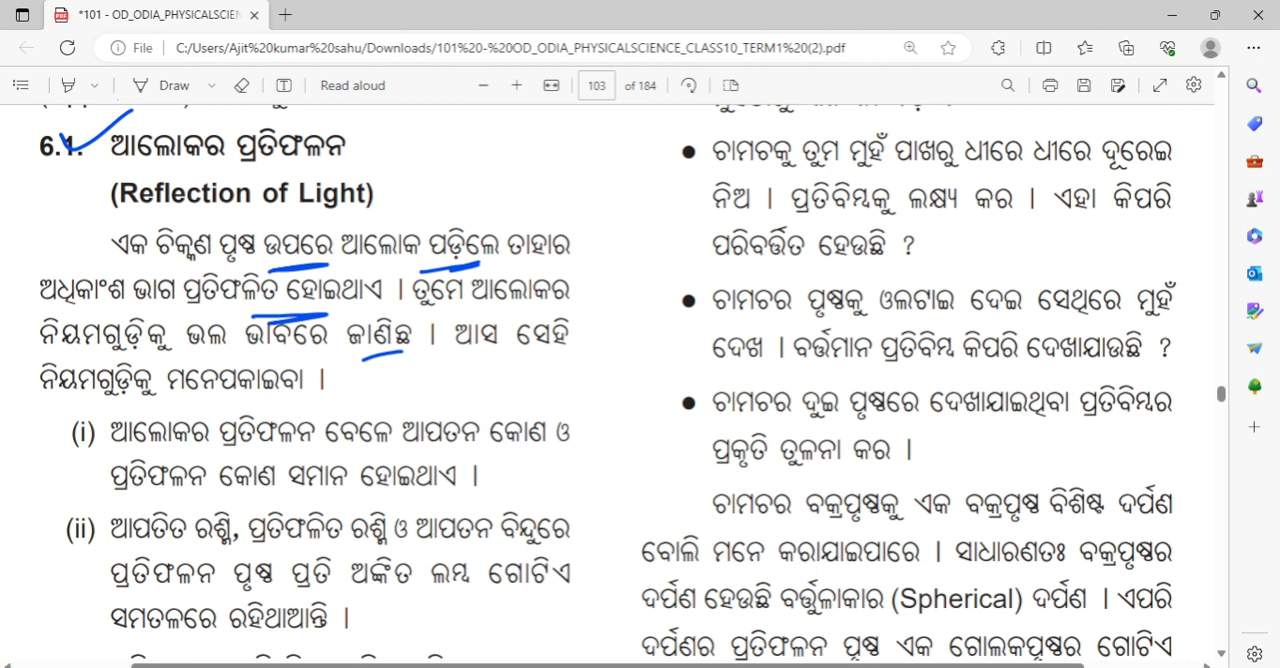 *101 - OD_ODIA_PHYSICALSCIEN
File
C:/Users/Ajit%20kumar%20sahu/Downloads/101%20-%20OD_ODIA_PHYSICALSCIENCE_CLASS10_TERM1%20(2).pdf
Draw
Read aloud
103 of 184
6.1. ଆଲୋକର ପ୍ରତିଫଳନ
(Reflection of Light)
ଏକ ଚିକ୍କଣ ପୃଷ୍ଠ ଉପରେ ଆଲୋକ ପଡ଼ିଲେ ତାହାର
ଅଧିକାଂଶ ଭାଗ ପ୍ରତିଫଳିତ ହୋଇଥାଏ । ତୁମେ ଆଲୋକର
ନିୟମଗୁଡ଼ିକୁ ଭଲ ଭାବରେ ଜାଣିଛ । ଆସ ସେହି
ନିୟମଗୁଡ଼ିକୁ ମନେପକାଇବା ।
(i) ଆଲୋକର ପ୍ରତିଫଳନ ବେଳେ ଆପତନ କୋଣ ଓ
ପ୍ରତିଫଳନ କୋଣ ସମାନ ହୋଇଥାଏ ।
(ii) ଆପତିତ ରଶ୍ମି, ପ୍ରତିଫଳିତ ରଶ୍ମି ଓ ଆପତନ ବିନ୍ଦୁରେ
ପ୍ରତିଫଳନ ପୃଷ୍ଠ ପ୍ରତି ଅଙ୍କିତ ଲମ୍ବ ଗୋଟିଏ
ସମତଳରେ ରହିଥାଆନ୍ତି ।
● ଚାମଚକୁ ତୁମ ମୁହଁ ପାଖରୁ ଧୀରେ ଧୀରେ ଦୂରେଇ
ନିଅ । ପ୍ରତିବିମ୍ବକୁ ଲକ୍ଷ୍ୟ କର । ଏହା କିପରି
ପରିବର୍ତ୍ତିତ ହେଉଛି ?
● ଚାମଚର ପୃଷ୍ଠକୁ ଓଲଟାଇ ଦେଇ ସେଥିରେ ମୁହଁ
ଦେଖ । ବର୍ତ୍ତମାନ ପ୍ରତିବିମ୍ବ କିପରି ଦେଖାଯାଉଛି ?
● ଚାମଚର ଦୁଇ ପୃଷ୍ଠରେ ଦେଖାଯାଇଥିବା ପ୍ରତିବିମ୍ବର
ପ୍ରକୃତି ତୁଳନା କର ।
ଚାମଚର ବକ୍ରପୃଷ୍ଠକୁ ଏକ ବକ୍ରପୃଷ୍ଠ ବିଶିଷ୍ଟ ଦର୍ପଣ
ବୋଲି ମନେ କରାଯାଇପାରେ । ସାଧାରଣତଃ ବକ୍ରପୃଷ୍ଠର
ଦର୍ପଣ ହେଉଛି ବର୍ତ୍ତୁଳାକାର (Spherical) ଦର୍ପଣ । ଏପରି
ଦର୍ପଣର ପ୍ରତିଫଳନ ପୃଷ୍ଠ ଏକ ଗୋଲକପୃଷ୍ଠର ଗୋଟିଏ